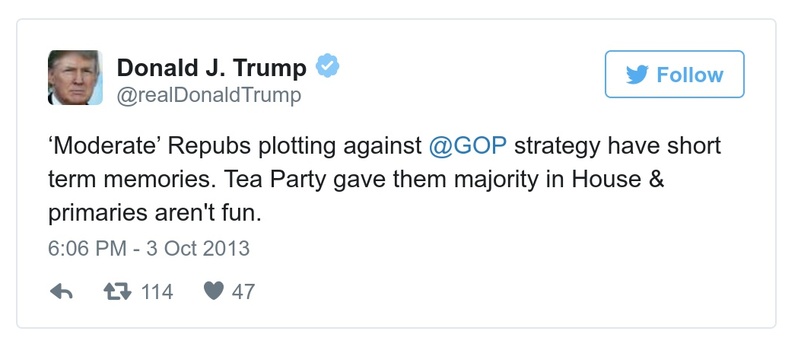 Donald J. Trump
@realDonaldTrump
Follow
‘Moderate’ Repubs plotting against @GOP strategy have short
term memories. Tea Party gave them majority in House &
primaries aren't fun.
6:06 PM - 3 Oct 2013
114 47